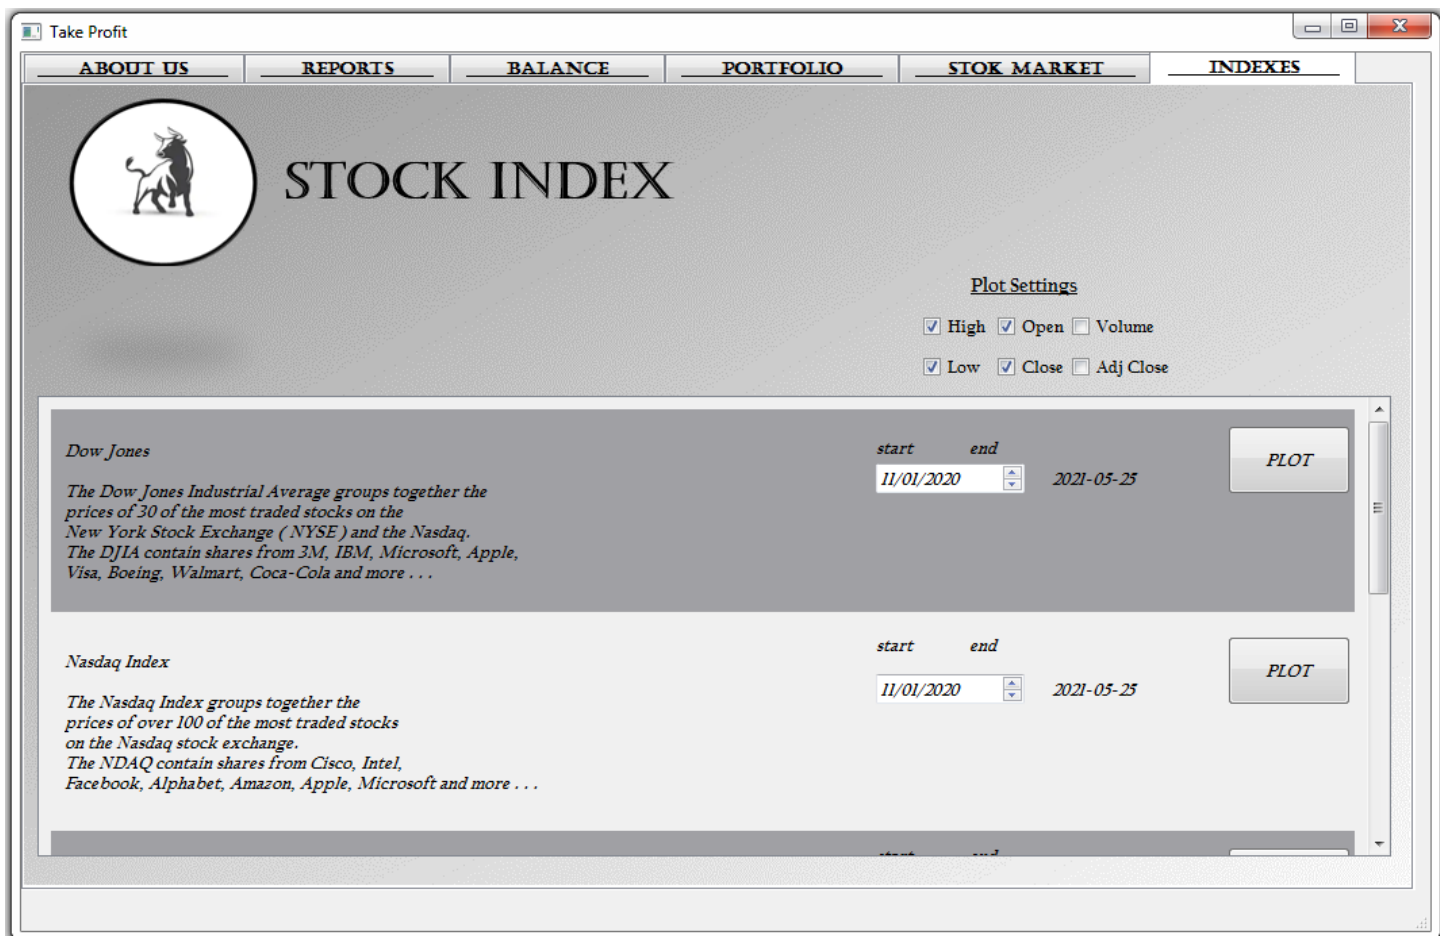 Take Profit
ABOUT US REPORTS BALANCE PORTFOLIO STOK MARKET INDEXES
STOCK INDEX
Plot Settings
High Open Volume
Low Close Adj Close
Dow Jones
start end
PLOT
11/01/2020 2021-05-25
The Dow Jones Industrial Average groups together the
prices of 30 of the most traded stocks on the
New York Stock Exchange ( NYSE ) and the Nasdaq.
The DJIA contain shares from 3M, IBM, Microsoft, Apple,
Visa, Boeing, Walmart, Coca-Cola and more . . .
start end
Nasdaq Index
PLOT
11/01/2020 2021-05-25
The Nasdaq Index groups together the
prices of over 100 of the most traded stocks
on the Nasdaq stock exchange.
The NDAQ contain shares from Cisco, Intel,
Facebook, Alphabet, Amazon, Apple, Microsoft and more . . .
start end